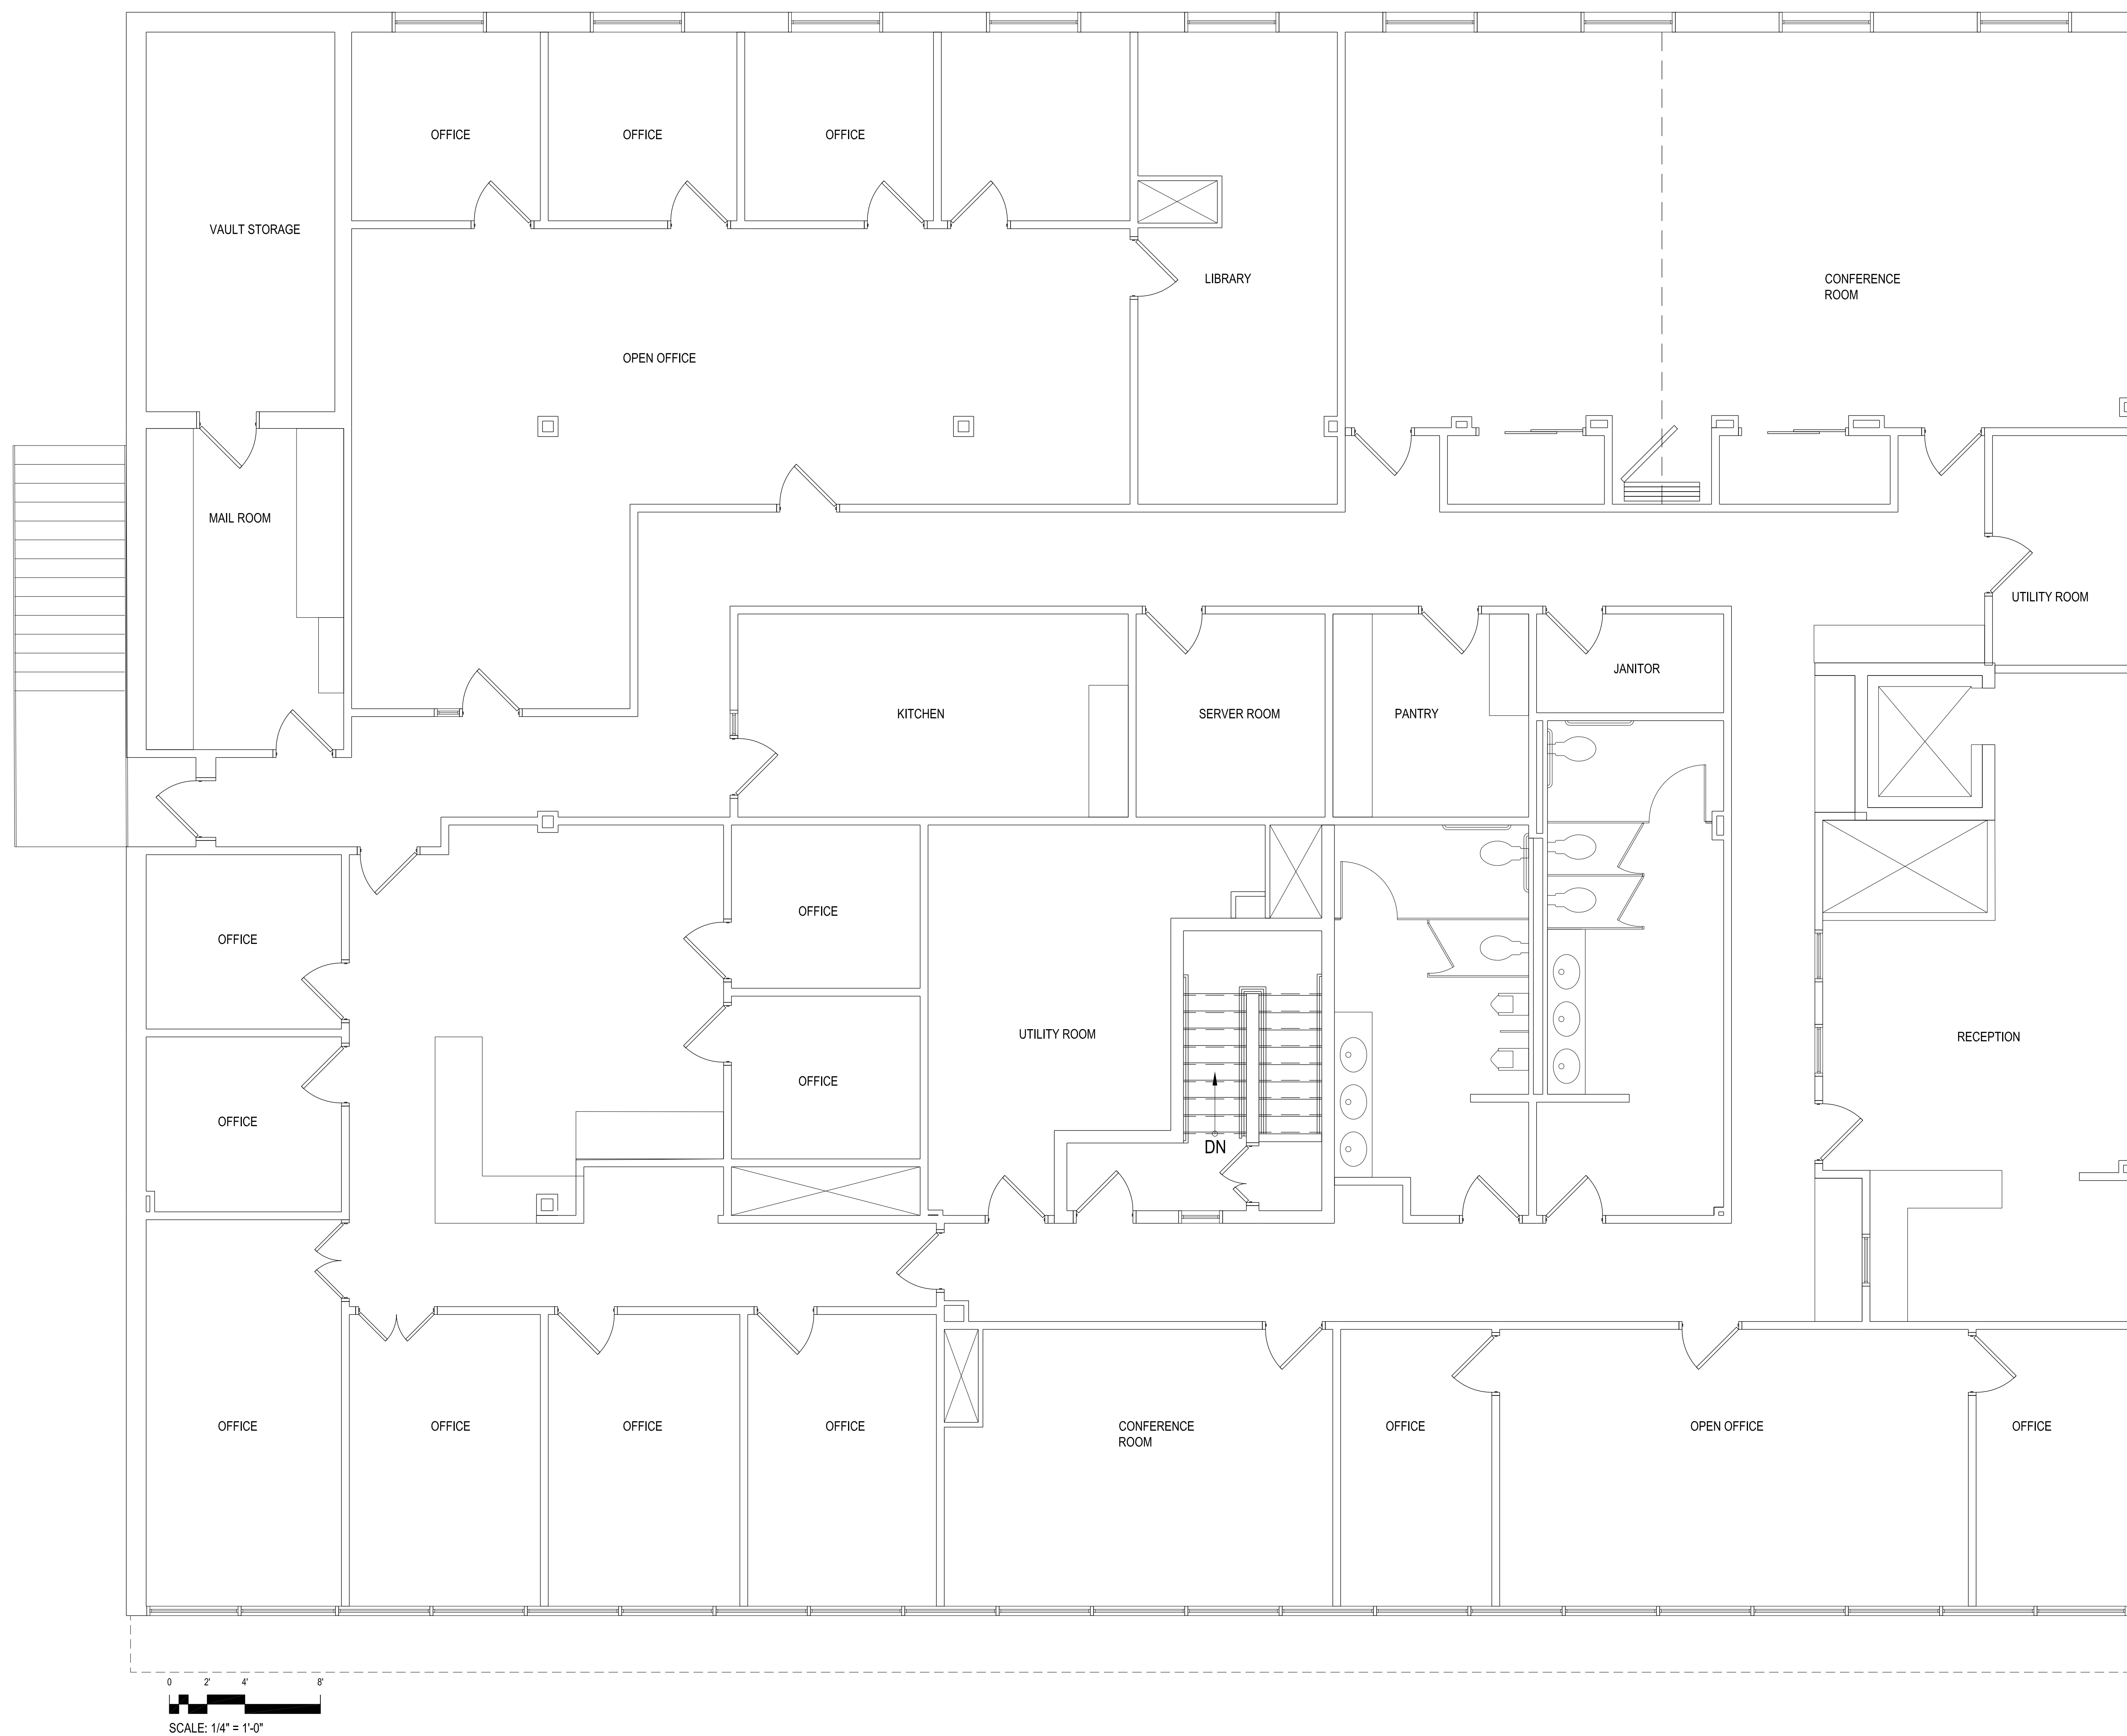 OFFICE
OFFICE
OFFICE
VAULT STORAGE
LIBRARY
CONFERENCE
ROOM
OPEN OFFICE
MAIL ROOM
UTILITY ROOM
JANITOR
KITCHEN
SERVER ROOM
PANTRY
OFFICE
OFFICE
UTILITY ROOM
RECEPTION
OFFICE
OFFICE
DN
OFFICE
OFFICE
OFFICE
OFFICE
CONFERENCE
ROOM
OFFICE
OPEN OFFICE
OFFICE
0 2' 4' 8'
SCALE: 1/4" = 1'-0"